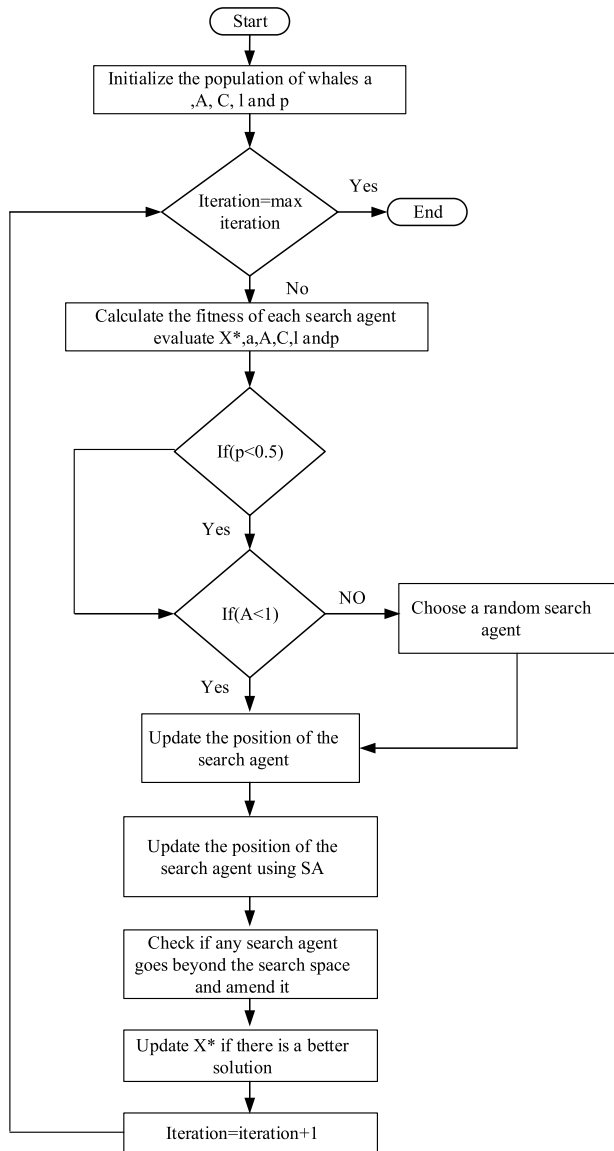 Start
Initialize the population of whales a
,A, C, l and p
Iteration=max
iteration
Yes
End
No
Calculate the fitness of each search agent
evaluate X*,a,A,C,l andp
If(p<0.5)
Yes
If(A<1)
NO
Choose a random search
agent
Yes
Update the position of the
search agent
Update the position of the
search agent using SA
Check if any search agent
goes beyond the search space
and amend it
Update X* if there is a better
solution
Iteration=iteration+1